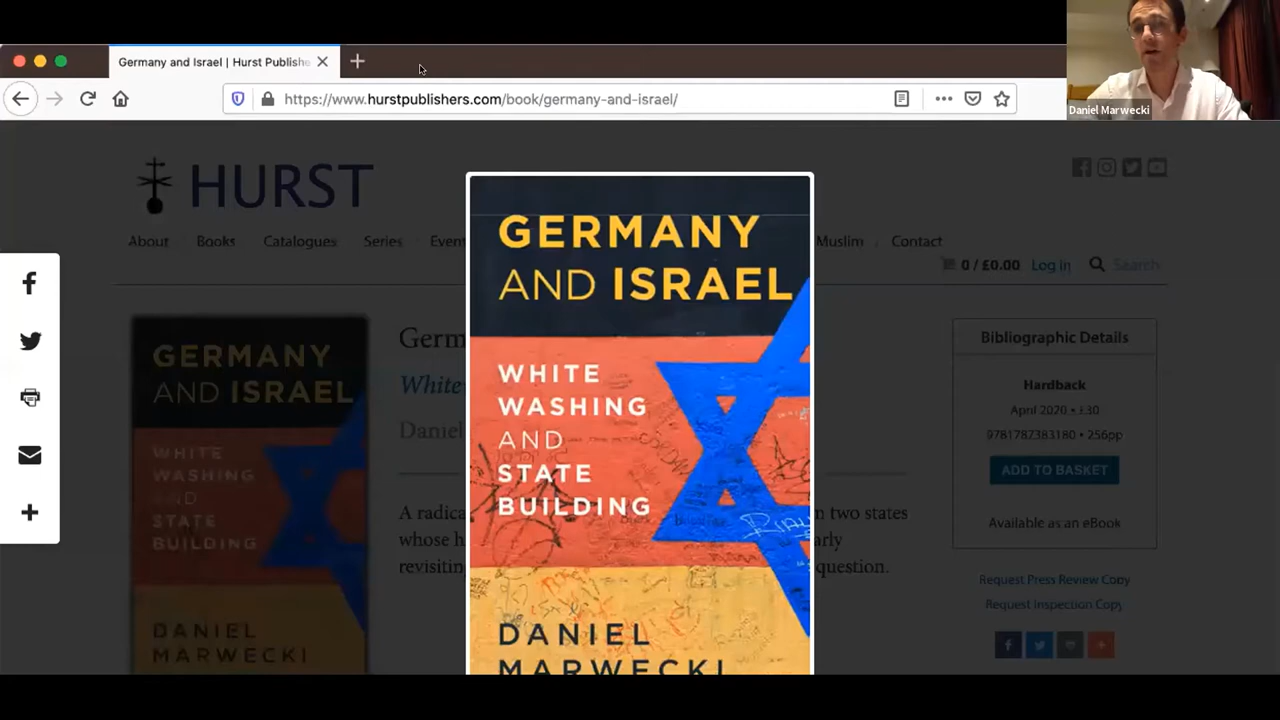 Germany and Israel | Hurst Publishe
https://www.hurstpublishers.com/book/germany-and-israel/
Daniel Marwecki
HURST
About Books Catalogues Series Muslim Contact
0 / £0.00 Log in Search
GERMANY
AND ISRAEL
WHITE
WASHING
AND
STATE
BUILDING
DANIEL
MARWECKI
GERMANY
AND ISRAEL
WHITE
WASHING
AND
STATE
BUILDING
DANIEL
MARWECKI
White
Daniel
A radica
n two states
whose h
revisiting
question.
Bibliographic Details
Hardback
April 2020 • £30
9781787383180 • 256pp
ADD TO BASKET
Available as an eBook
Request Press Review Copy
Request Inspection Copy